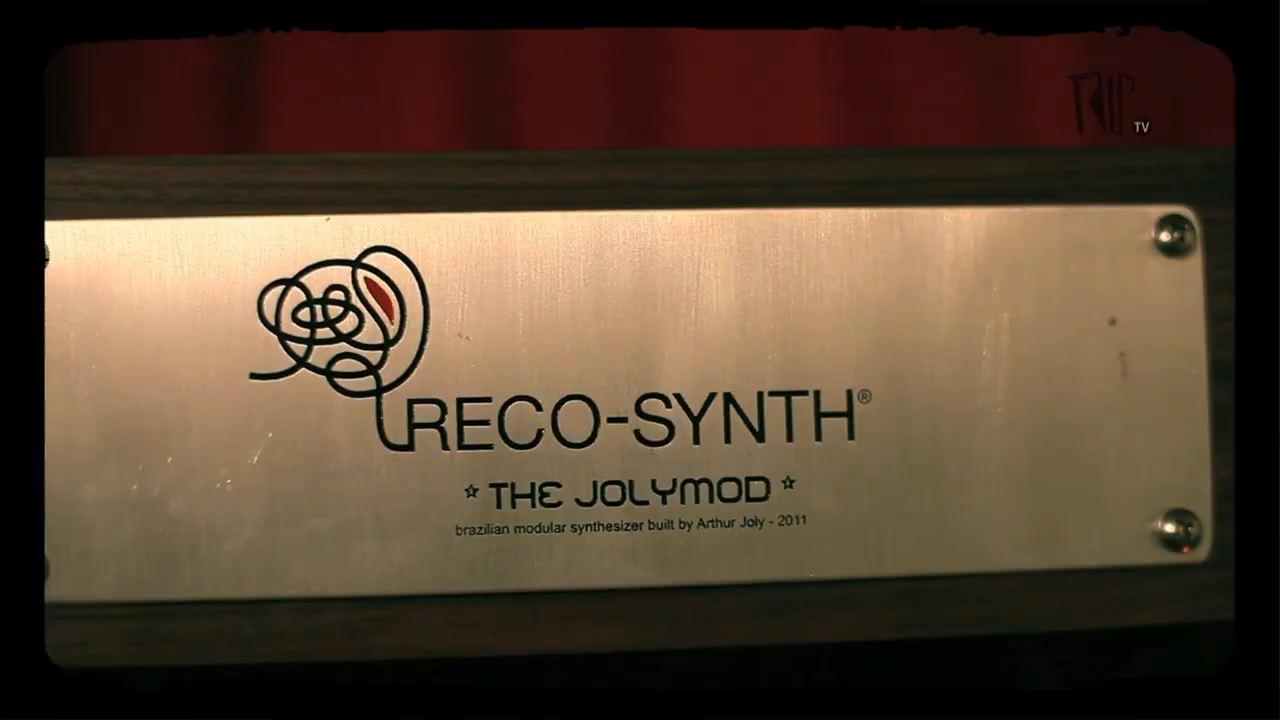 TRIP
TV
RECO-SYNTH®
☆ THE JOLYMOD ☆
brazilian modular synthesizer built by Arthur Joly - 2011